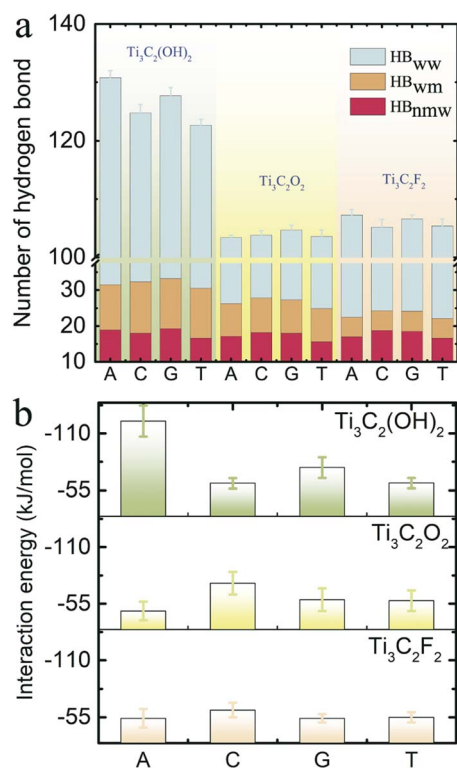 a
140
Ti₃C₂(OH)₂
HBww
HBwm
HBnmw
120
Ti₃C₂O₂
Ti₃C₂F₂
100
30
20
10
Number of hydrogen bond
A C G T A C G T A C G T
b
Ti₃C₂(OH)₂
-110
-55
Ti₃C₂O₂
-110
-55
Ti₃C₂F₂
-110
-55
Interaction energy (kJ/mol)
A C G T